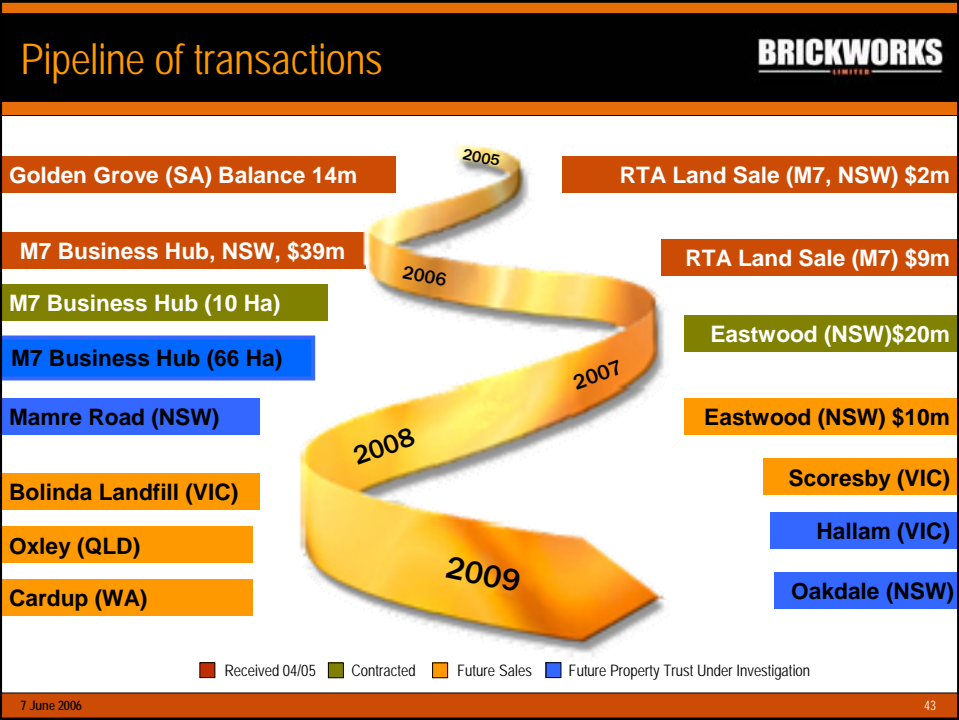 Pipeline of transactions
BRICKWORKS
LIMITED
2005
Golden Grove (SA) Balance 14m
RTA Land Sale (M7, NSW) $2m
M7 Business Hub, NSW, $39m
RTA Land Sale (M7) $9m
2006
M7 Business Hub (10 Ha)
Eastwood (NSW)$20m
M7 Business Hub (66 Ha)
2007
Mamre Road (NSW)
Eastwood (NSW) $10m
2008
Scoresby (VIC)
Bolinda Landfill (VIC)
Hallam (VIC)
Oxley (QLD)
2009
Oakdale (NSW)
Cardup (WA)
Received 04/05 Contracted Future Sales Future Property Trust Under Investigation
7 June 2006
43